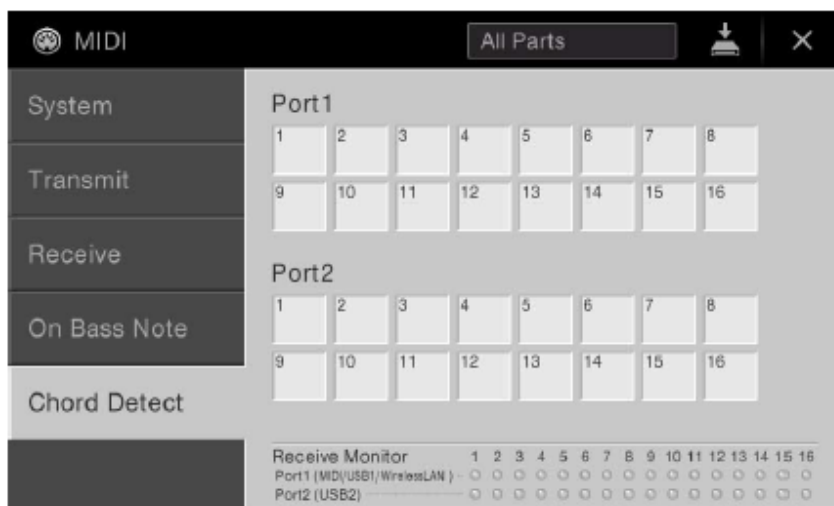 MIDI
All Parts
System
Transmit
Receive
On Bass Note
Chord Detect
Port1
1 2 3 4 5 6 7 8
9 10 11 12 13 14 15 16
Port2
1 2 3 4 5 6 7 8
9 10 11 12 13 14 15 16
Receive Monitor 1 2 3 4 5 6 7 8 9 10 11 12 13 14 15 16
Port1 (MIDI/USB1/WirelessLAN)
Port2 (USB2)